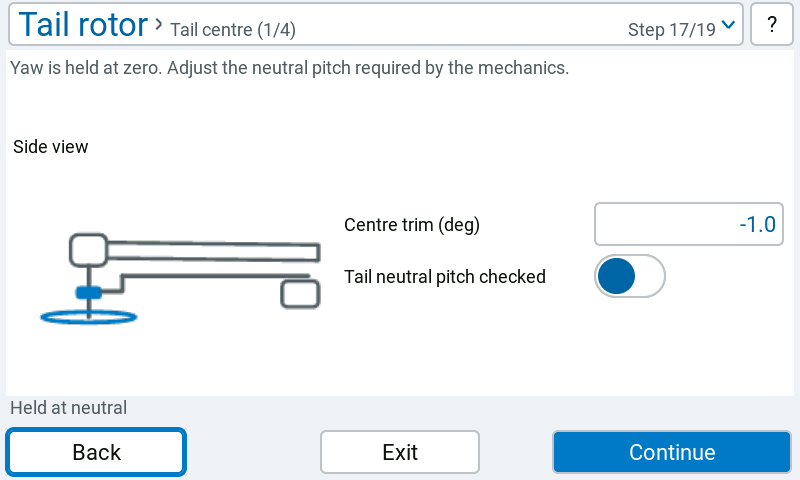 Tail rotor › Tail centre (1/4) Step 17/19 ?
Yaw is held at zero. Adjust the neutral pitch required by the mechanics.
Side view
Centre trim (deg) -1.0
Tail neutral pitch checked
Held at neutral
Back Exit Continue